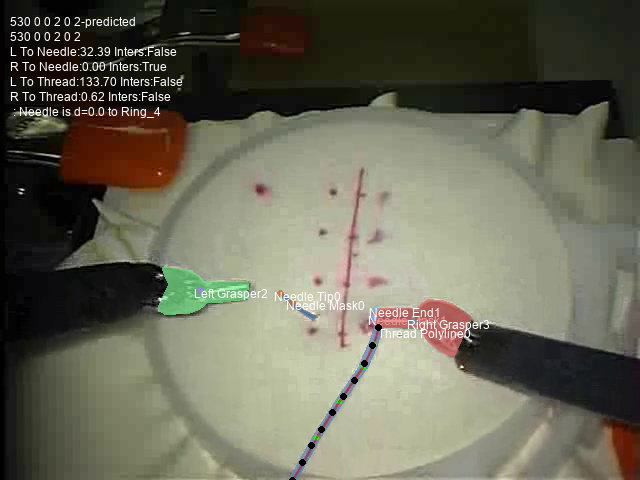 530 0 0 2 0 2-predicted
530 0 0 2 0 2
L To Needle:32.39 Inters:False
R To Needle:0.00 Inters:True
L To Thread:133.70 Inters:False
R To Thread:0.62 Inters:False
: Needle is d=0.0 to Ring_4
Left Grasper2
Needle Tip0
Needle Mask0
Needle End1
Right Grasper3
Thread Polyline0